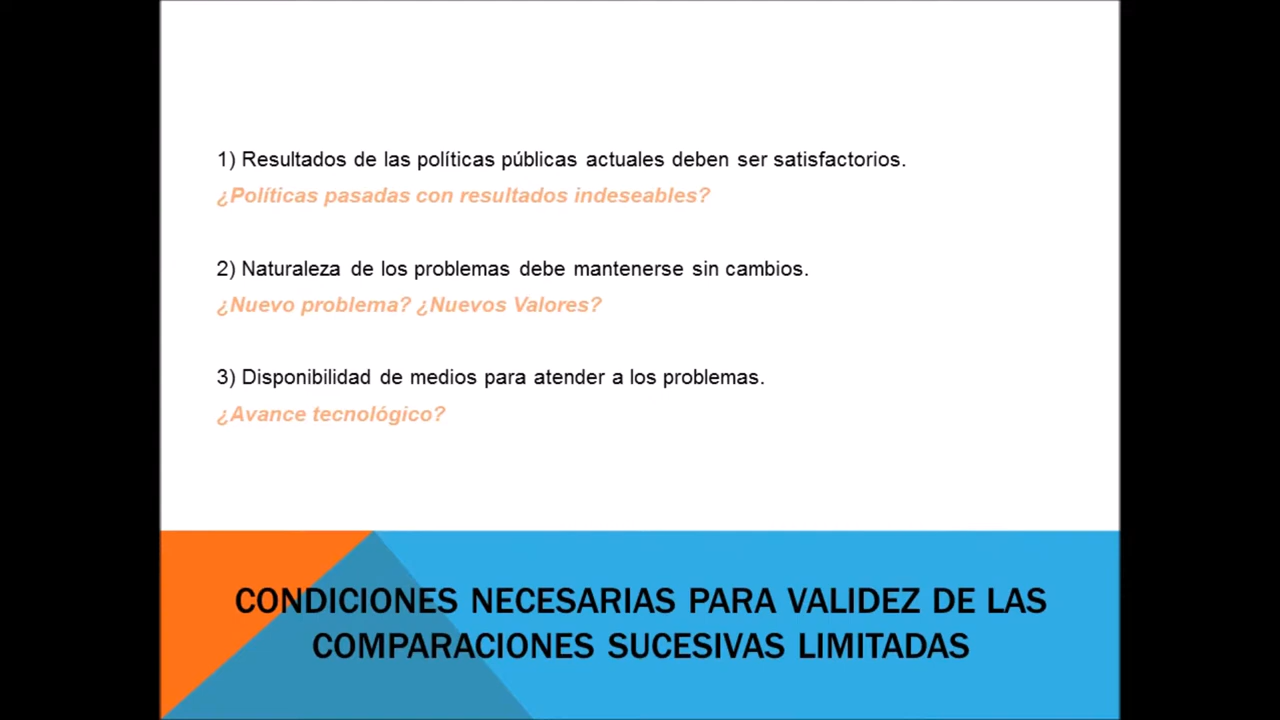 1) Resultados de las políticas públicas actuales deben ser satisfactorios.
¿Políticas pasadas con resultados indeseables?
2) Naturaleza de los problemas debe mantenerse sin cambios.
¿Nuevo problema? ¿Nuevos Valores?
3) Disponibilidad de medios para atender a los problemas.
¿Avance tecnológico?
CONDICIONES NECESARIAS PARA VALIDEZ DE LAS
COMPARACIONES SUCESIVAS LIMITADAS